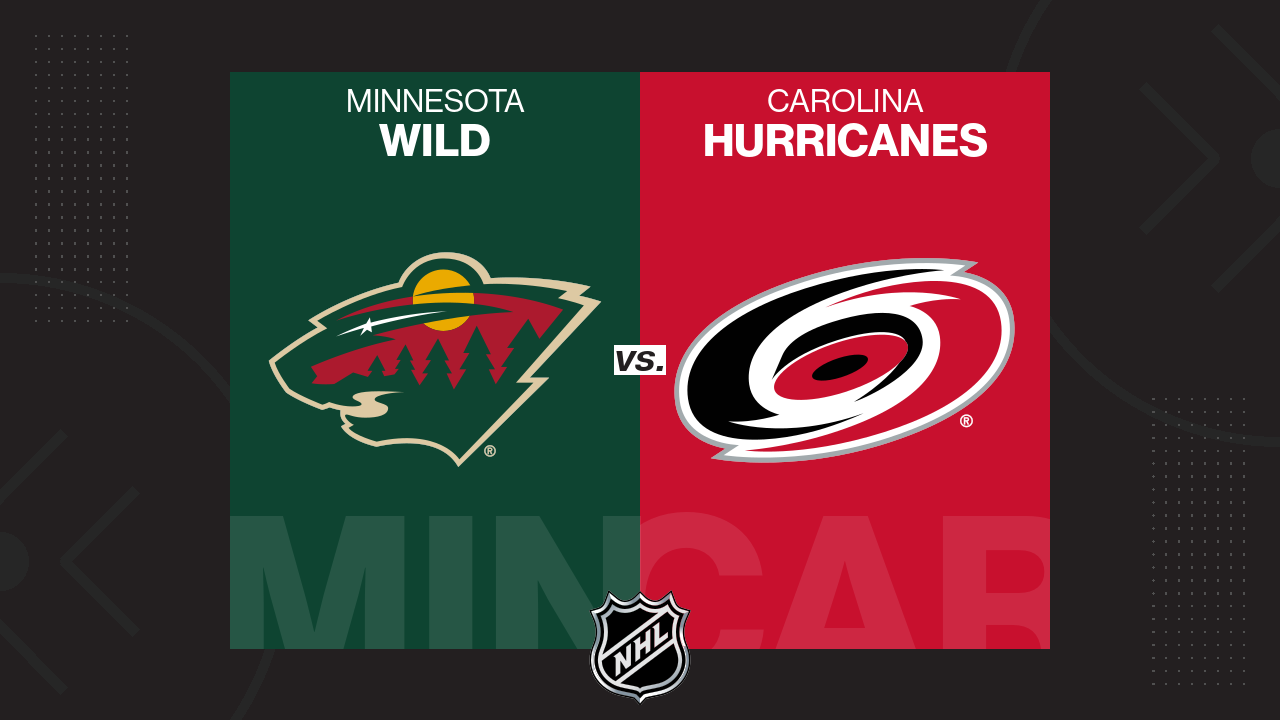 MINNESOTA
WILD
CAROLINA
HURRICANES
vs.
®
®
MIN
CAR
NHL